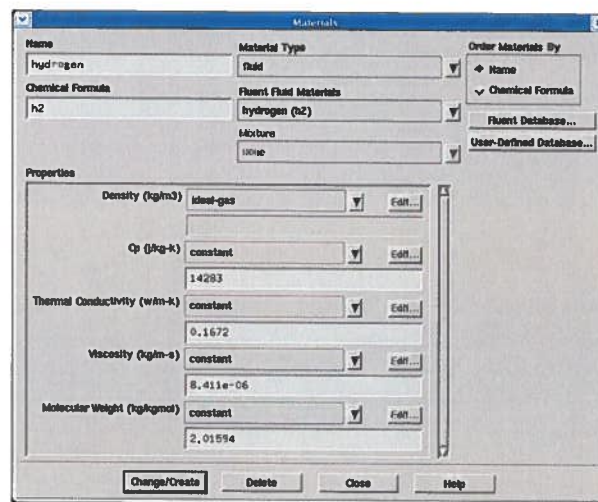 Materials
Name
hydrogen
Chemical Formula
h2
Material Type
fluid
Fluent Fluid Materials
hydrogen (h2)
Mixture
none
Order Materials By
Name
Chemical Formula
Fluent Database...
User-Defined Database...
Properties
Density (kg/m3) ideal-gas Edit...
Cp (j/kg-k) constant Edit...
14283
Thermal Conductivity (w/m-k) constant Edit...
0.1672
Viscosity (kg/m-s) constant Edit...
8.411e-06
Molecular Weight (kg/kgmol) constant Edit...
2.01594
Change/Create Delete Close Help